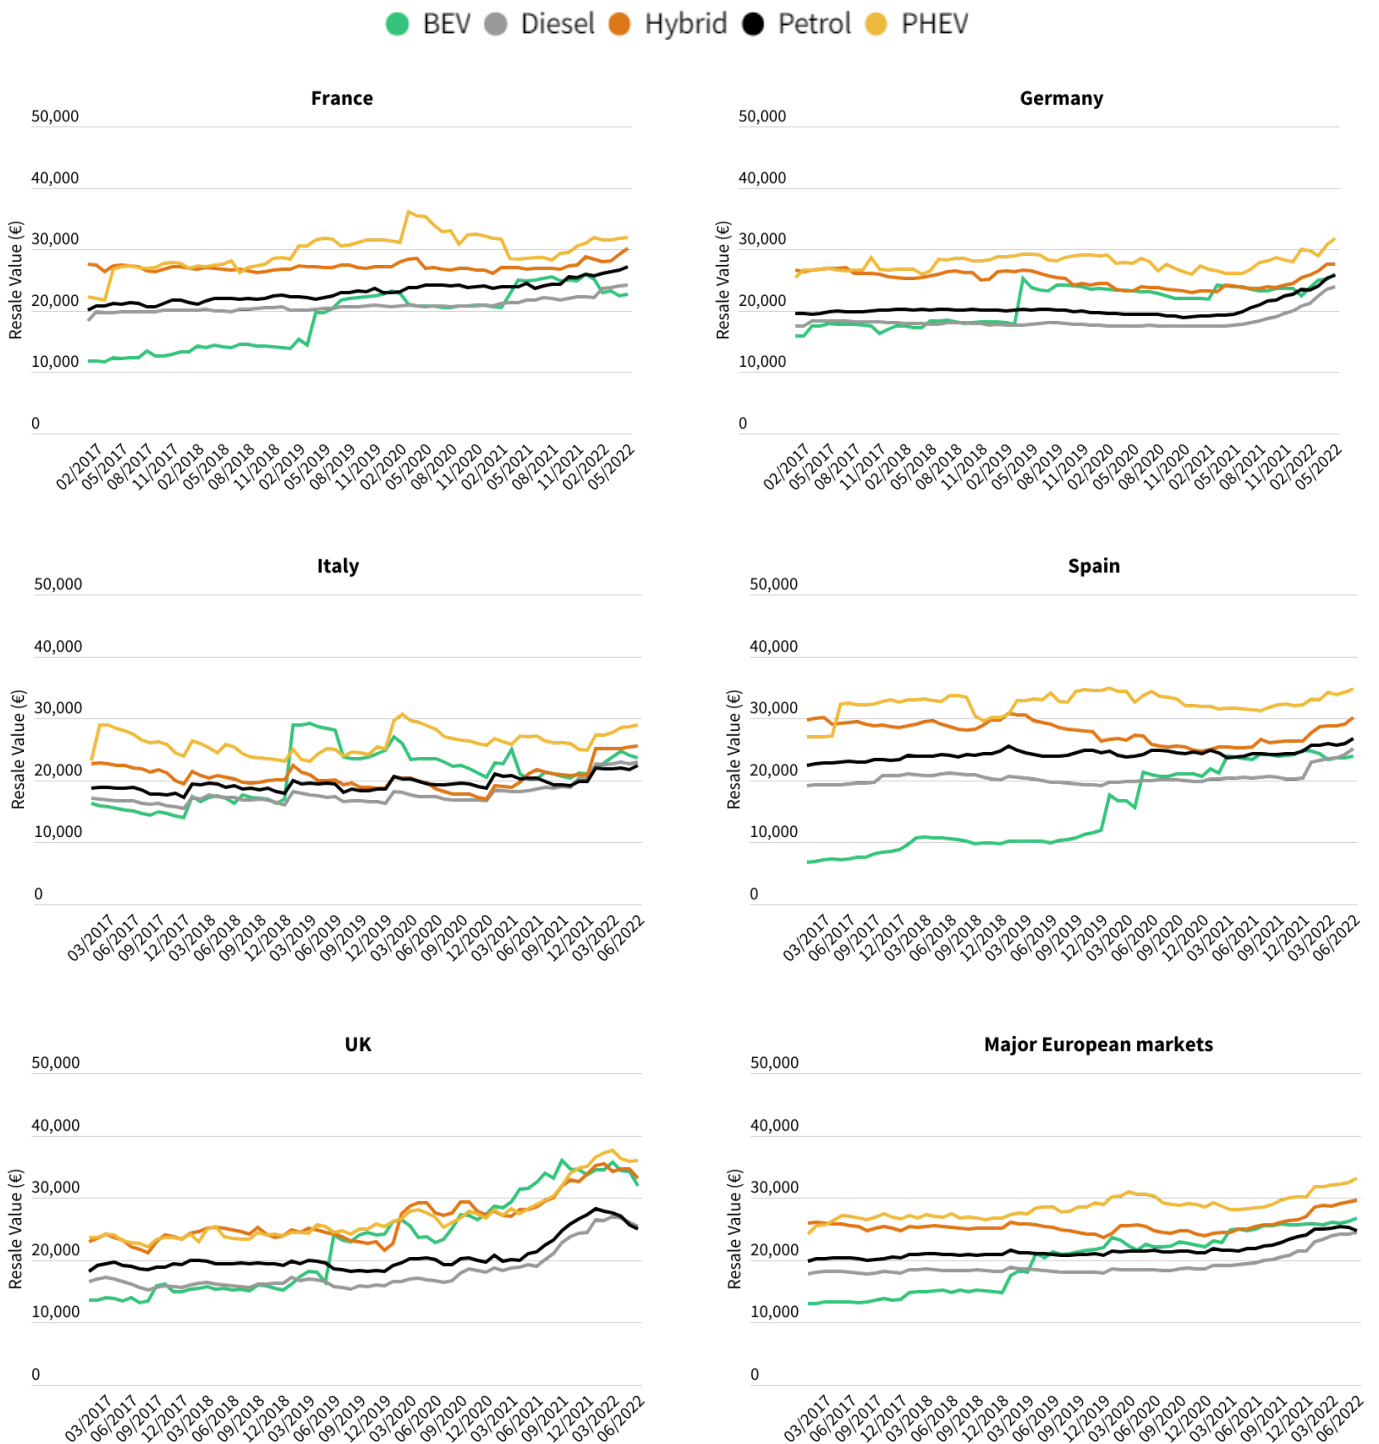 BEV Diesel Hybrid Petrol PHEV
France
Resale Value (€)
50,000
40,000
30,000
20,000
10,000
0
02/2017 05/2017 08/2017 11/2017 02/2018 05/2018 08/2018 11/2018 02/2019 05/2019 08/2019 11/2019 02/2020 05/2020 08/2020 11/2020 02/2021 05/2021 08/2021 11/2021 02/2022 05/2022
Germany
Resale Value (€)
50,000
40,000
30,000
20,000
10,000
0
02/2017 05/2017 08/2017 11/2017 02/2018 05/2018 08/2018 11/2018 02/2019 05/2019 08/2019 11/2019 02/2020 05/2020 08/2020 11/2020 02/2021 05/2021 08/2021 11/2021 02/2022 05/2022
Italy
Resale Value (€)
50,000
40,000
30,000
20,000
10,000
0
03/2017 06/2017 09/2017 12/2017 03/2018 06/2018 09/2018 12/2018 03/2019 06/2019 09/2019 12/2019 03/2020 06/2020 09/2020 12/2020 03/2021 06/2021 09/2021 12/2021 03/2022 06/2022
Spain
Resale Value (€)
50,000
40,000
30,000
20,000
10,000
0
03/2017 06/2017 09/2017 12/2017 03/2018 06/2018 09/2018 12/2018 03/2019 06/2019 09/2019 12/2019 03/2020 06/2020 09/2020 12/2020 03/2021 06/2021 09/2021 12/2021 03/2022 06/2022
UK
Resale Value (€)
50,000
40,000
30,000
20,000
10,000
0
03/2017 06/2017 09/2017 12/2017 03/2018 06/2018 09/2018 12/2018 03/2019 06/2019 09/2019 12/2019 03/2020 06/2020 09/2020 12/2020 03/2021 06/2021 09/2021 12/2021 03/2022 06/2022
Major European markets
Resale Value (€)
50,000
40,000
30,000
20,000
10,000
0
03/2017 06/2017 09/2017 12/2017 03/2018 06/2018 09/2018 12/2018 03/2019 06/2019 09/2019 12/2019 03/2020 06/2020 09/2020 12/2020 03/2021 06/2021 09/2021 12/2021 03/2022 06/2022